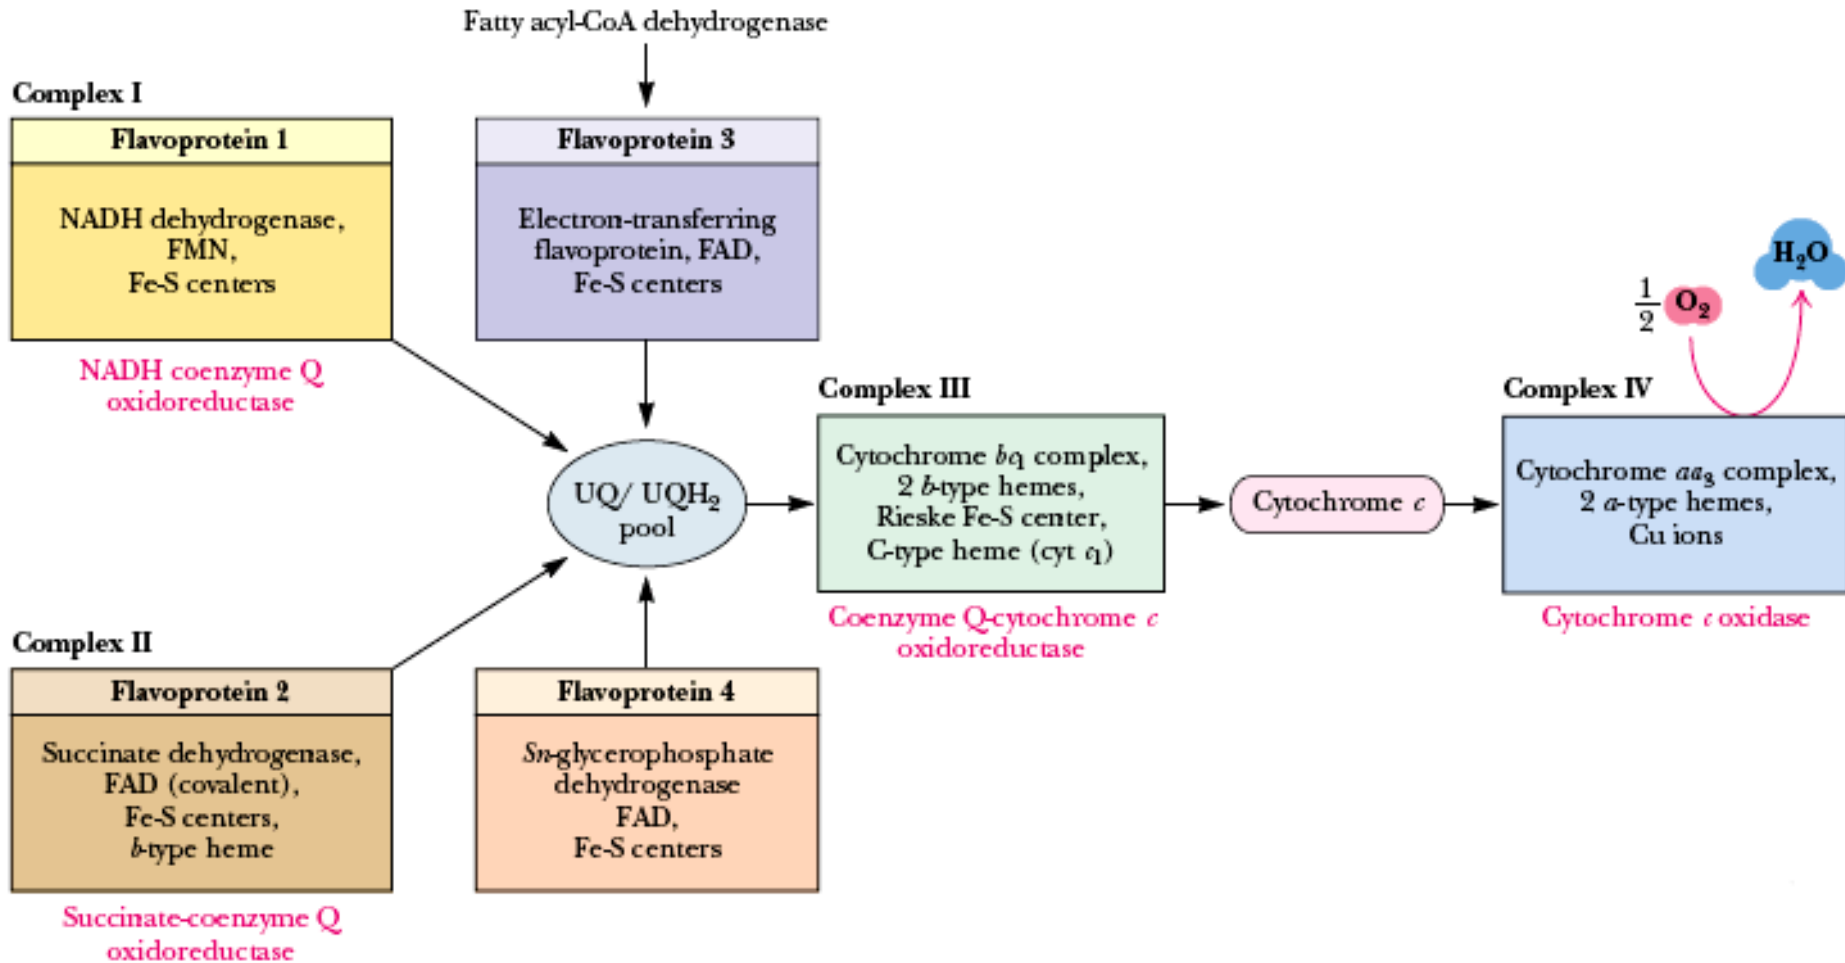 Fatty acyl-CoA dehydrogenase
Complex I
Flavoprotein 1
NADH dehydrogenase,
FMN,
Fe-S centers
NADH coenzyme Q
oxidoreductase
Flavoprotein 3
Electron-transferring
flavoprotein, FAD,
Fe-S centers
UQ/ UQH₂
pool
Complex II
Flavoprotein 2
Succinate dehydrogenase,
FAD (covalent),
Fe-S centers,
b-type heme
Succinate-coenzyme Q
oxidoreductase
Flavoprotein 4
Sn-glycerophosphate
dehydrogenase
FAD,
Fe-S centers
Complex III
Cytochrome bc₁ complex,
2 b-type hemes,
Rieske Fe-S center,
C-type heme (cyt c₁)
Coenzyme Q-cytochrome c
oxidoreductase
Cytochrome c
Complex IV
Cytochrome aa₃ complex,
2 a-type hemes,
Cu ions
Cytochrome c oxidase
1/2 O₂
H₂O